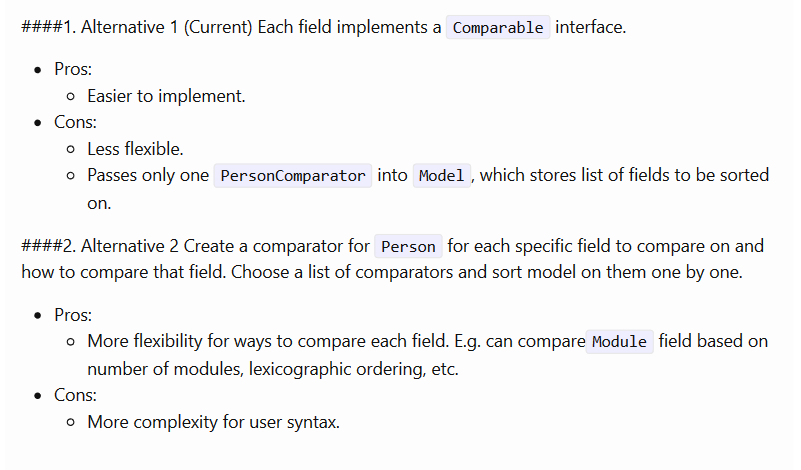 ####1. Alternative 1 (Current) Each field implements a Comparable interface.
Pros:
Easier to implement.
Cons:
Less flexible.
Passes only one PersonComparator into Model, which stores list of fields to be sorted
on.
####2. Alternative 2 Create a comparator for Person for each specific field to compare on and
how to compare that field. Choose a list of comparators and sort model on them one by one.
Pros:
More flexibility for ways to compare each field. E.g. can compare Module field based on
number of modules, lexicographic ordering, etc.
Cons:
More complexity for user syntax.